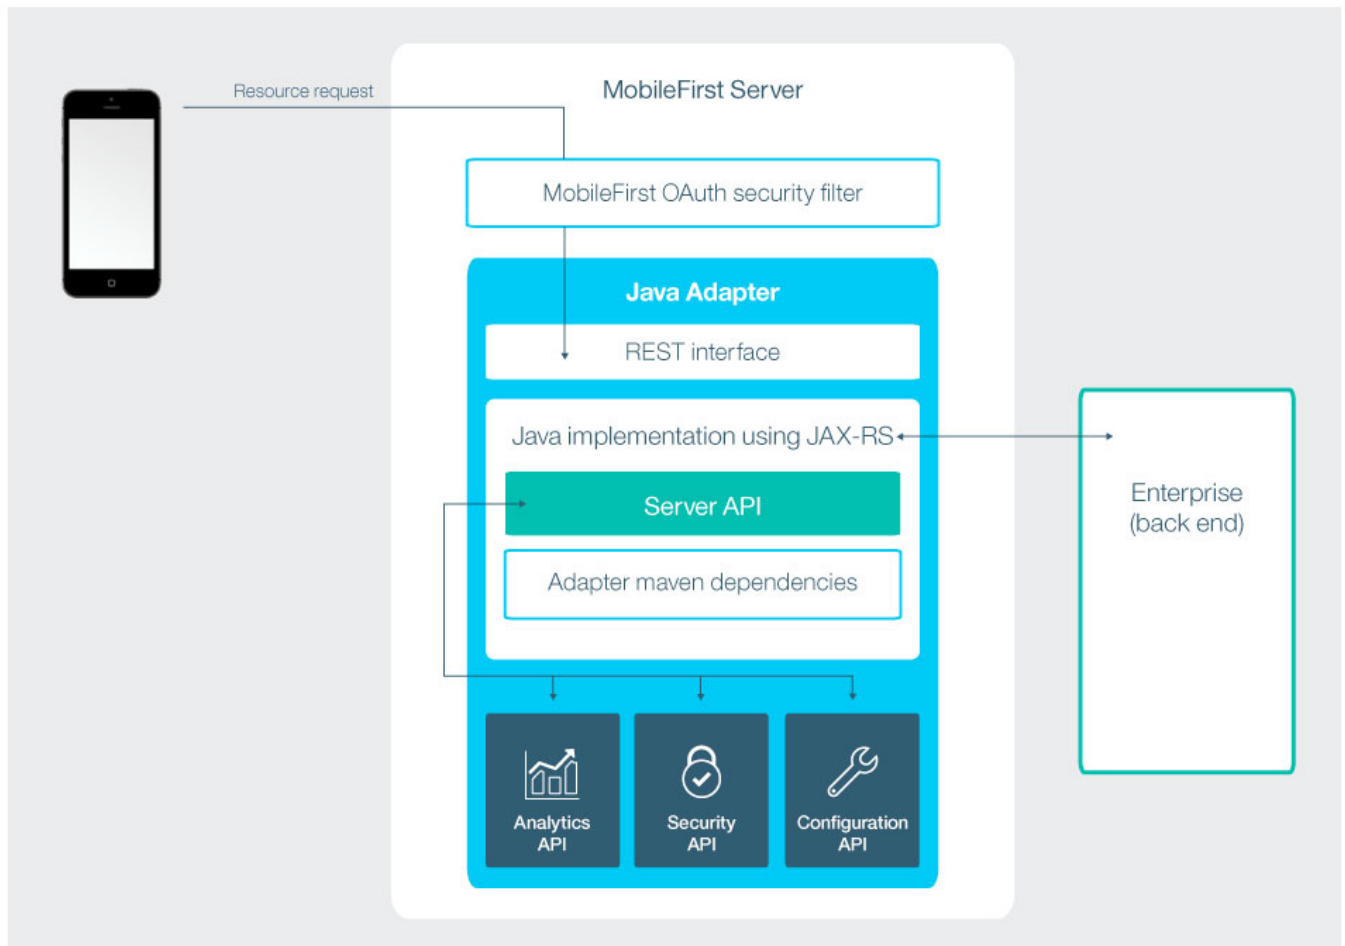 Resource request
MobileFirst Server
MobileFirst OAuth security filter
Java Adapter
REST interface
Java implementation using JAX-RS
Server API
Adapter maven dependencies
Enterprise
(back end)
Analytics
API
Security
API
Configuration
API